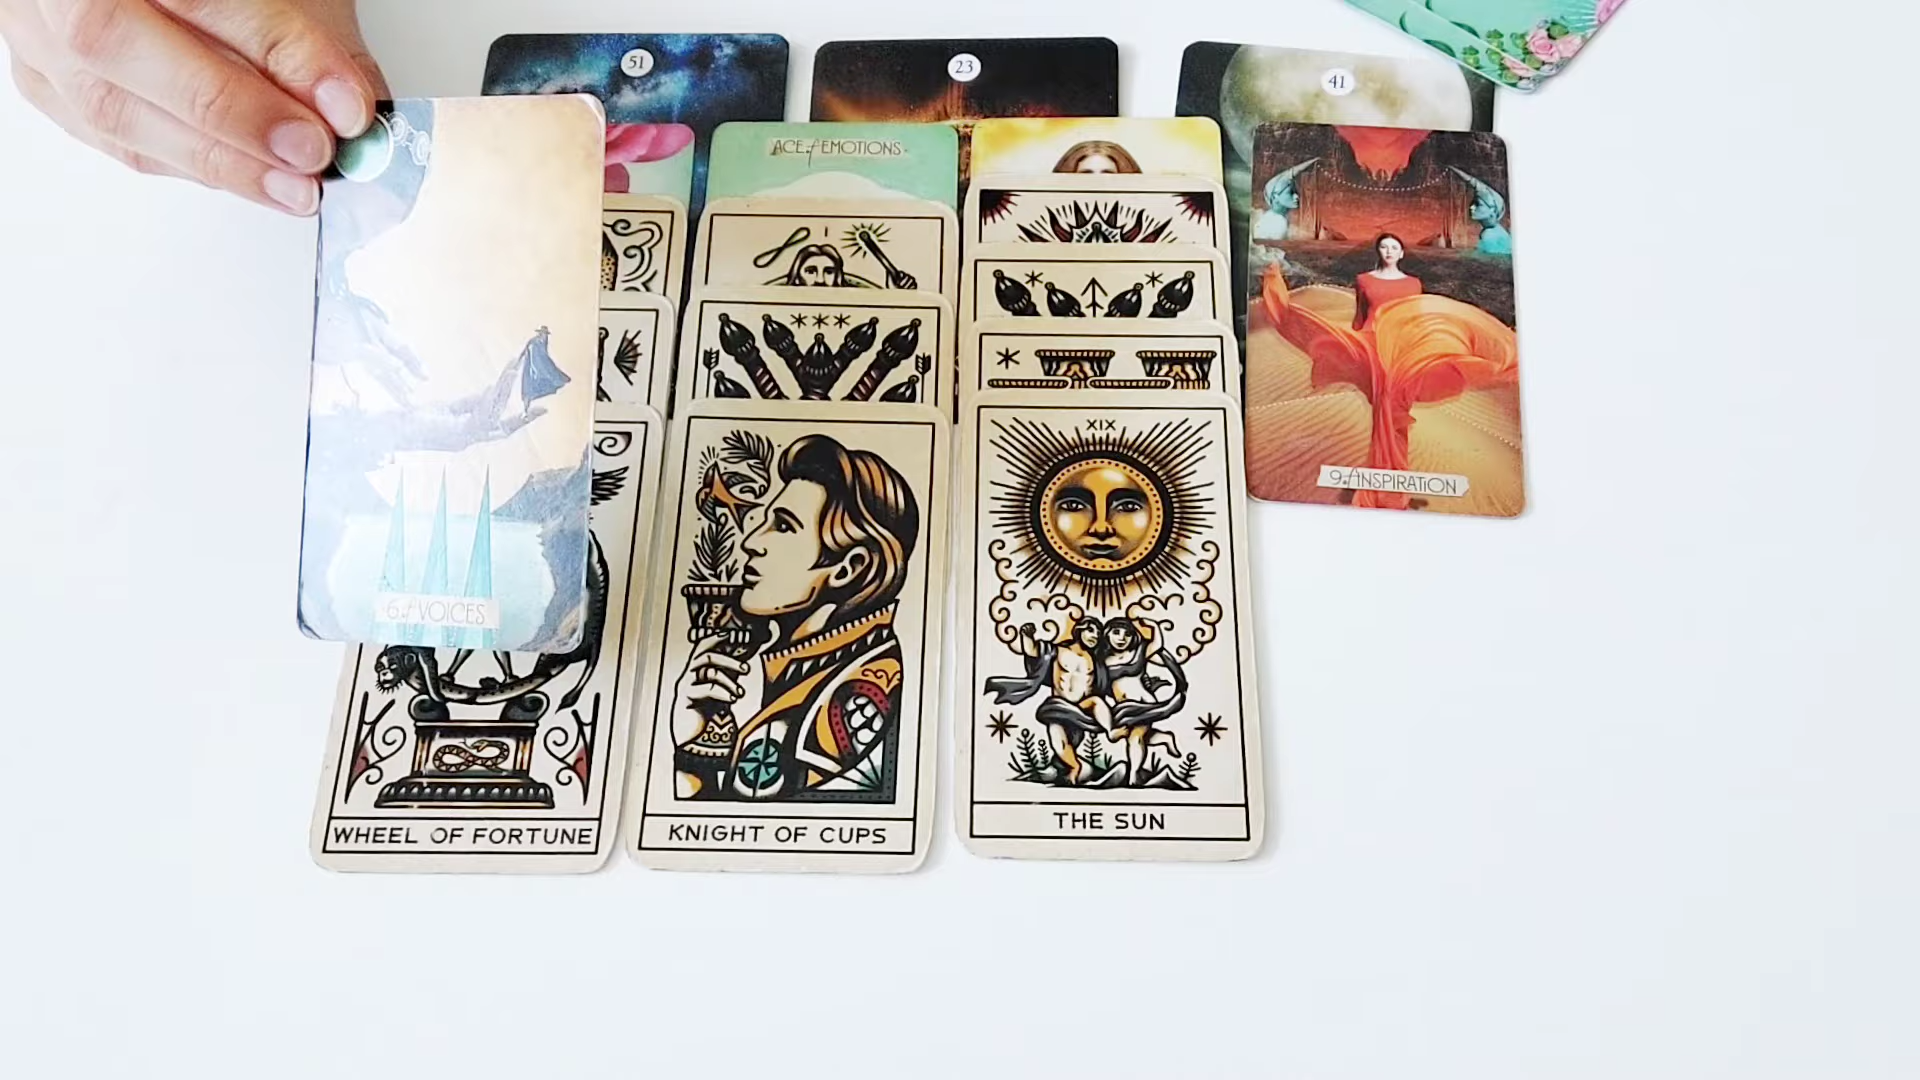 51
23
41
ACE of EMOTIONS
I
XIX
9 of INSPIRATION
6 of VOICES
WHEEL OF FORTUNE
KNIGHT OF CUPS
THE SUN